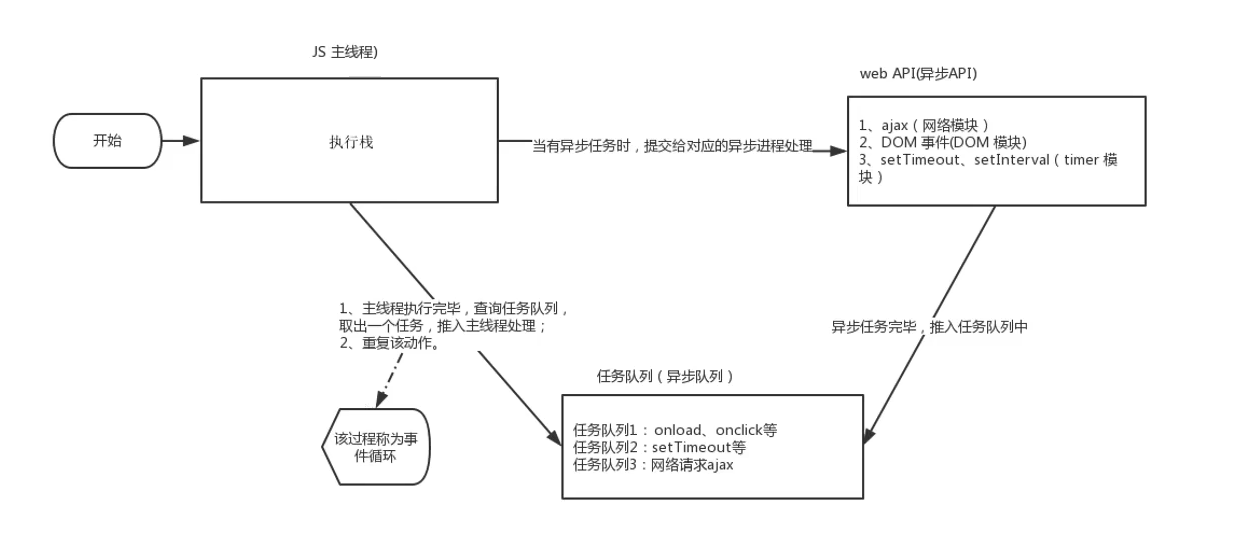 JS 主线程)
web API(异步API)
开始
执行栈
当有异步任务时，提交给对应的异步进程处理
1、ajax（网络模块）
2、DOM 事件(DOM 模块)
3、setTimeout、setInterval（timer 模
块）
1、主线程执行完毕，查询任务队列，
取出一个任务，推入主线程处理；
2、重复该动作。
异步任务完毕，推入任务队列中
任务队列（异步队列）
任务队列1：onload、onclick等
任务队列2：setTimeout等
任务队列3：网络请求ajax
该过程称为事
件循环